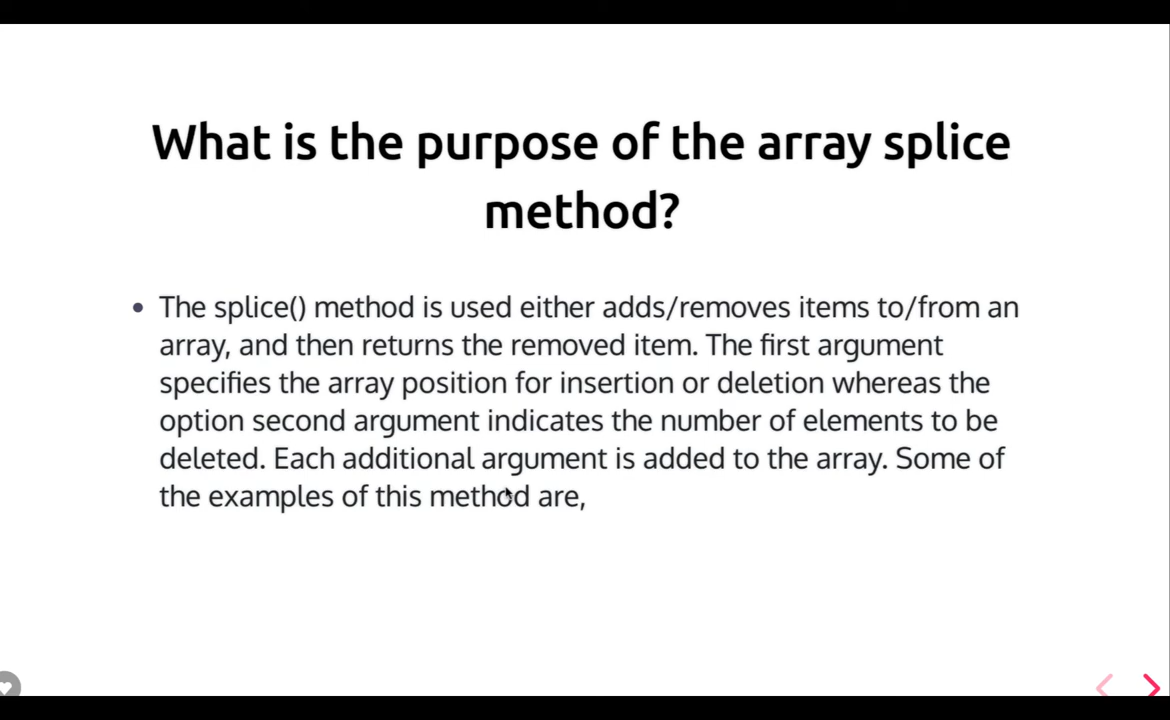 What is the purpose of the array splice
method?
• The splice() method is used either adds/removes items to/from an
array, and then returns the removed item. The first argument
specifies the array position for insertion or deletion whereas the
option second argument indicates the number of elements to be
deleted. Each additional argument is added to the array. Some of
the examples of this method are,